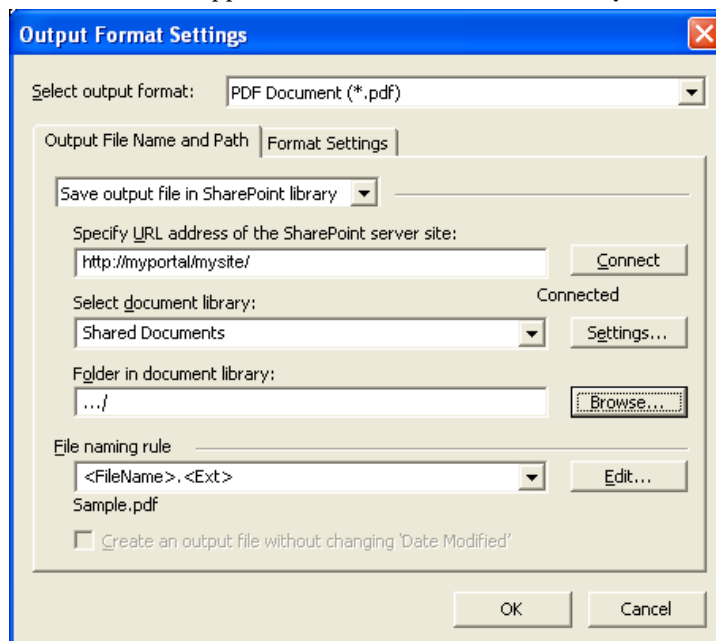 Output Format Settings
Select output format: PDF Document (*.pdf)
Output File Name and Path Format Settings
Save output file in SharePoint library
Specify URL address of the SharePoint server site:
http://myportal/mysite/ Connect
Connected
Select document library:
Shared Documents Settings...
Folder in document library:
.../ Browse...
File naming rule
<FileName>.<Ext> Edit...
Sample.pdf
Create an output file without changing 'Date Modified'
OK Cancel